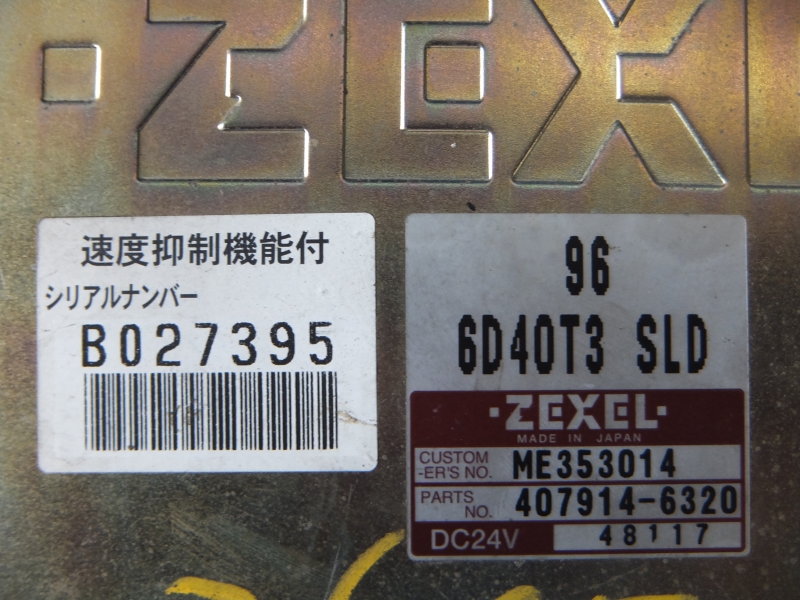 ·ZEXEL
速度抑制機能付
シリアルナンバー
B027395
96
6D40T3 SLD
·ZEXEL·
MADE IN JAPAN
CUSTOM
-ER'S NO. ME353014
PARTS
NO. 407914-6320
DC24V 48117